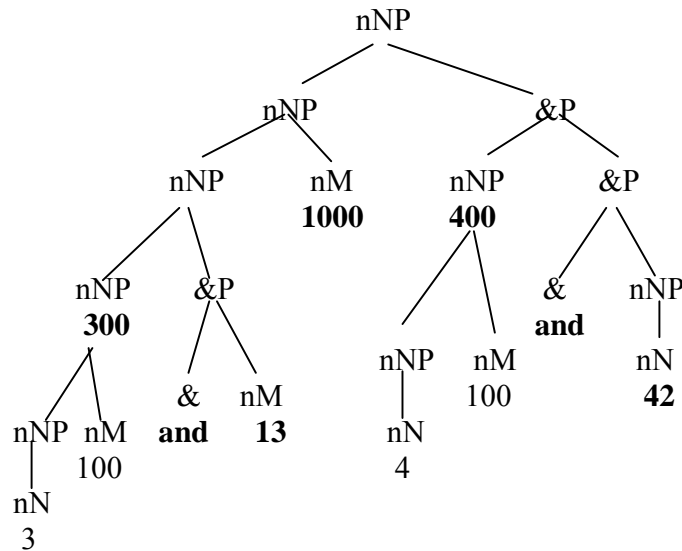 nNP
nNP &P
nNP nM nNP &P
1000 400
nNP &P & nNP
300 and
nNP nM nN
& nM 100 42
nNP nM and 13 nN
100 4
nN
3